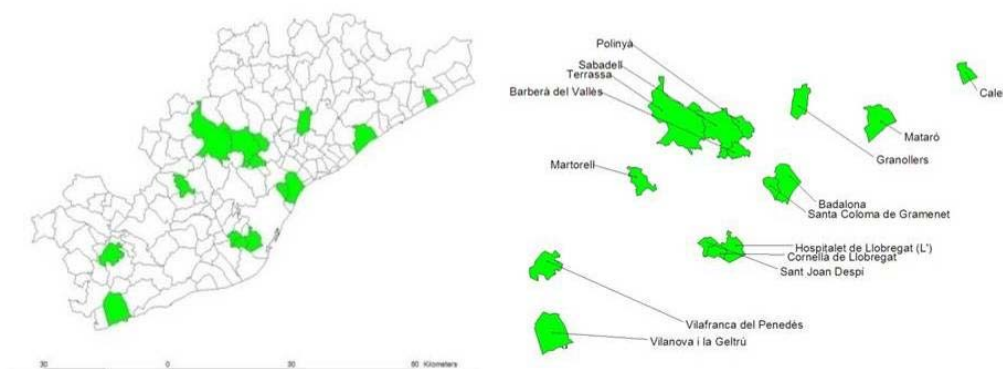 Polinyà
Sabadell
Terrassa
Barberà del Vallès
Cale
Mataró
Granollers
Martorell
Badalona
Santa Coloma de Gramenet
Hospitalet de Llobregat (L')
Cornellà de Llobregat
Sant Joan Despí
Vilafranca del Penedès
Vilanova i la Geltrú
30 0 30 60 Kilometers